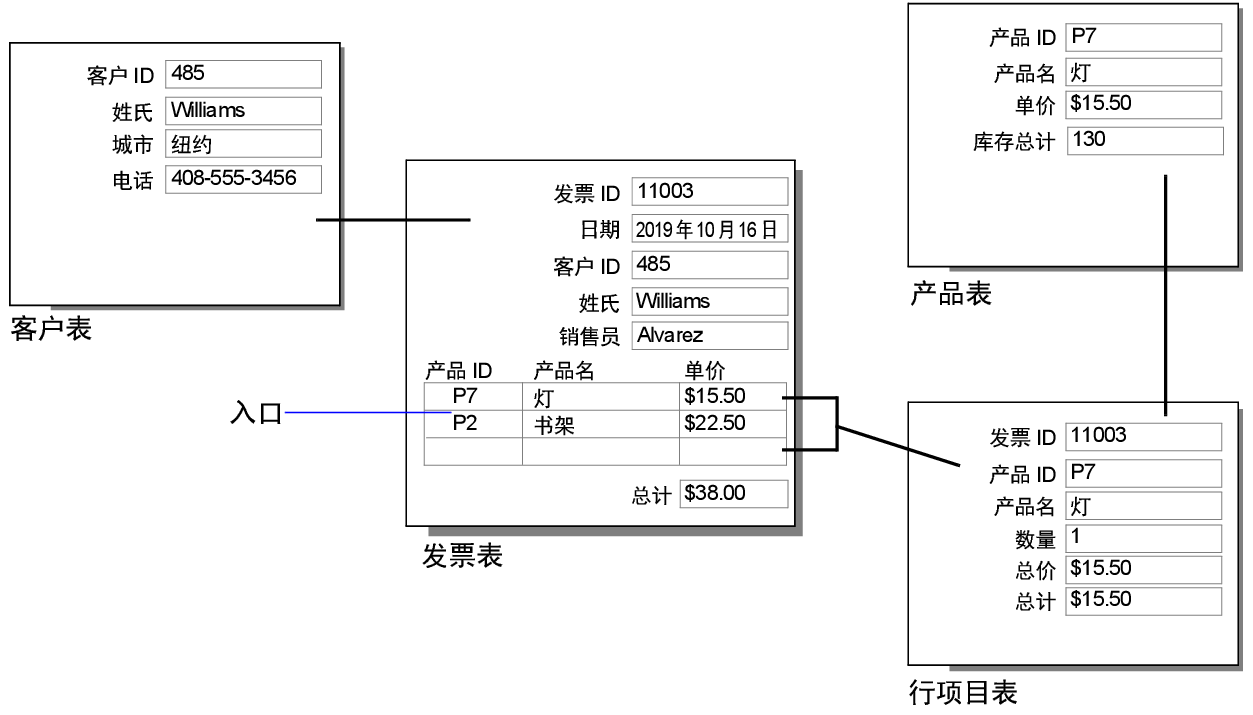 客户 ID 485
姓氏 Williams
城市 纽约
电话 408-555-3456
客户表
发票 ID 11003
日期 2019 年 10 月 16 日
客户 ID 485
姓氏 Williams
销售员 Alvarez
产品 ID 产品名 单价
P7 灯 $15.50
P2 书架 $22.50
总计 $38.00
发票表
入口
产品 ID P7
产品名 灯
单价 $15.50
库存总计 130
产品表
发票 ID 11003
产品 ID P7
产品名 灯
数量 1
总价 $15.50
总计 $15.50
行项目表